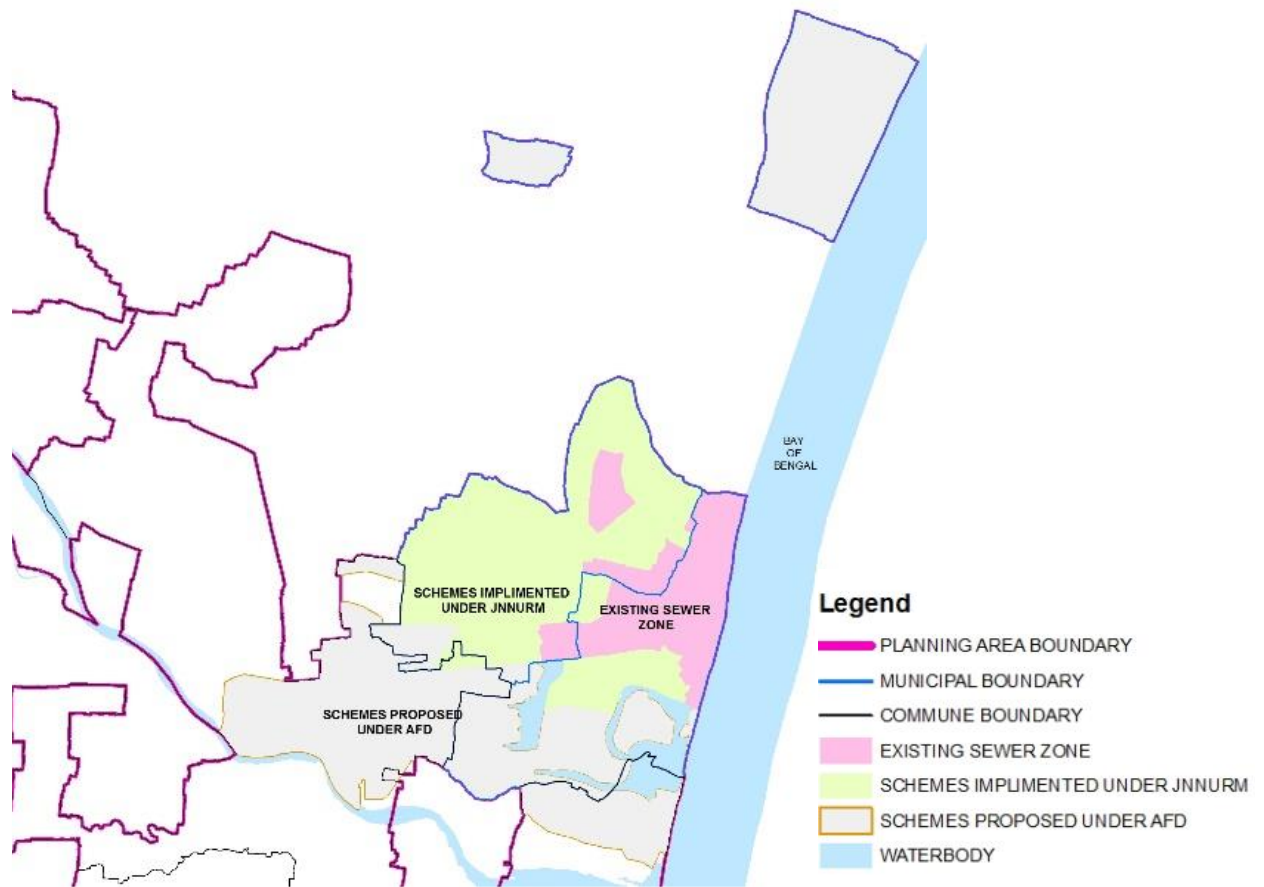 BAY
OF
BENGAL
SCHEMES IMPLIMENTED
UNDER JNNURM
EXISTING SEWER
ZONE
SCHEMES PROPOSED
UNDER AFD
Legend
PLANNING AREA BOUNDARY
MUNICIPAL BOUNDARY
COMMUNE BOUNDARY
EXISTING SEWER ZONE
SCHEMES IMPLIMENTED UNDER JNNURM
SCHEMES PROPOSED UNDER AFD
WATERBODY